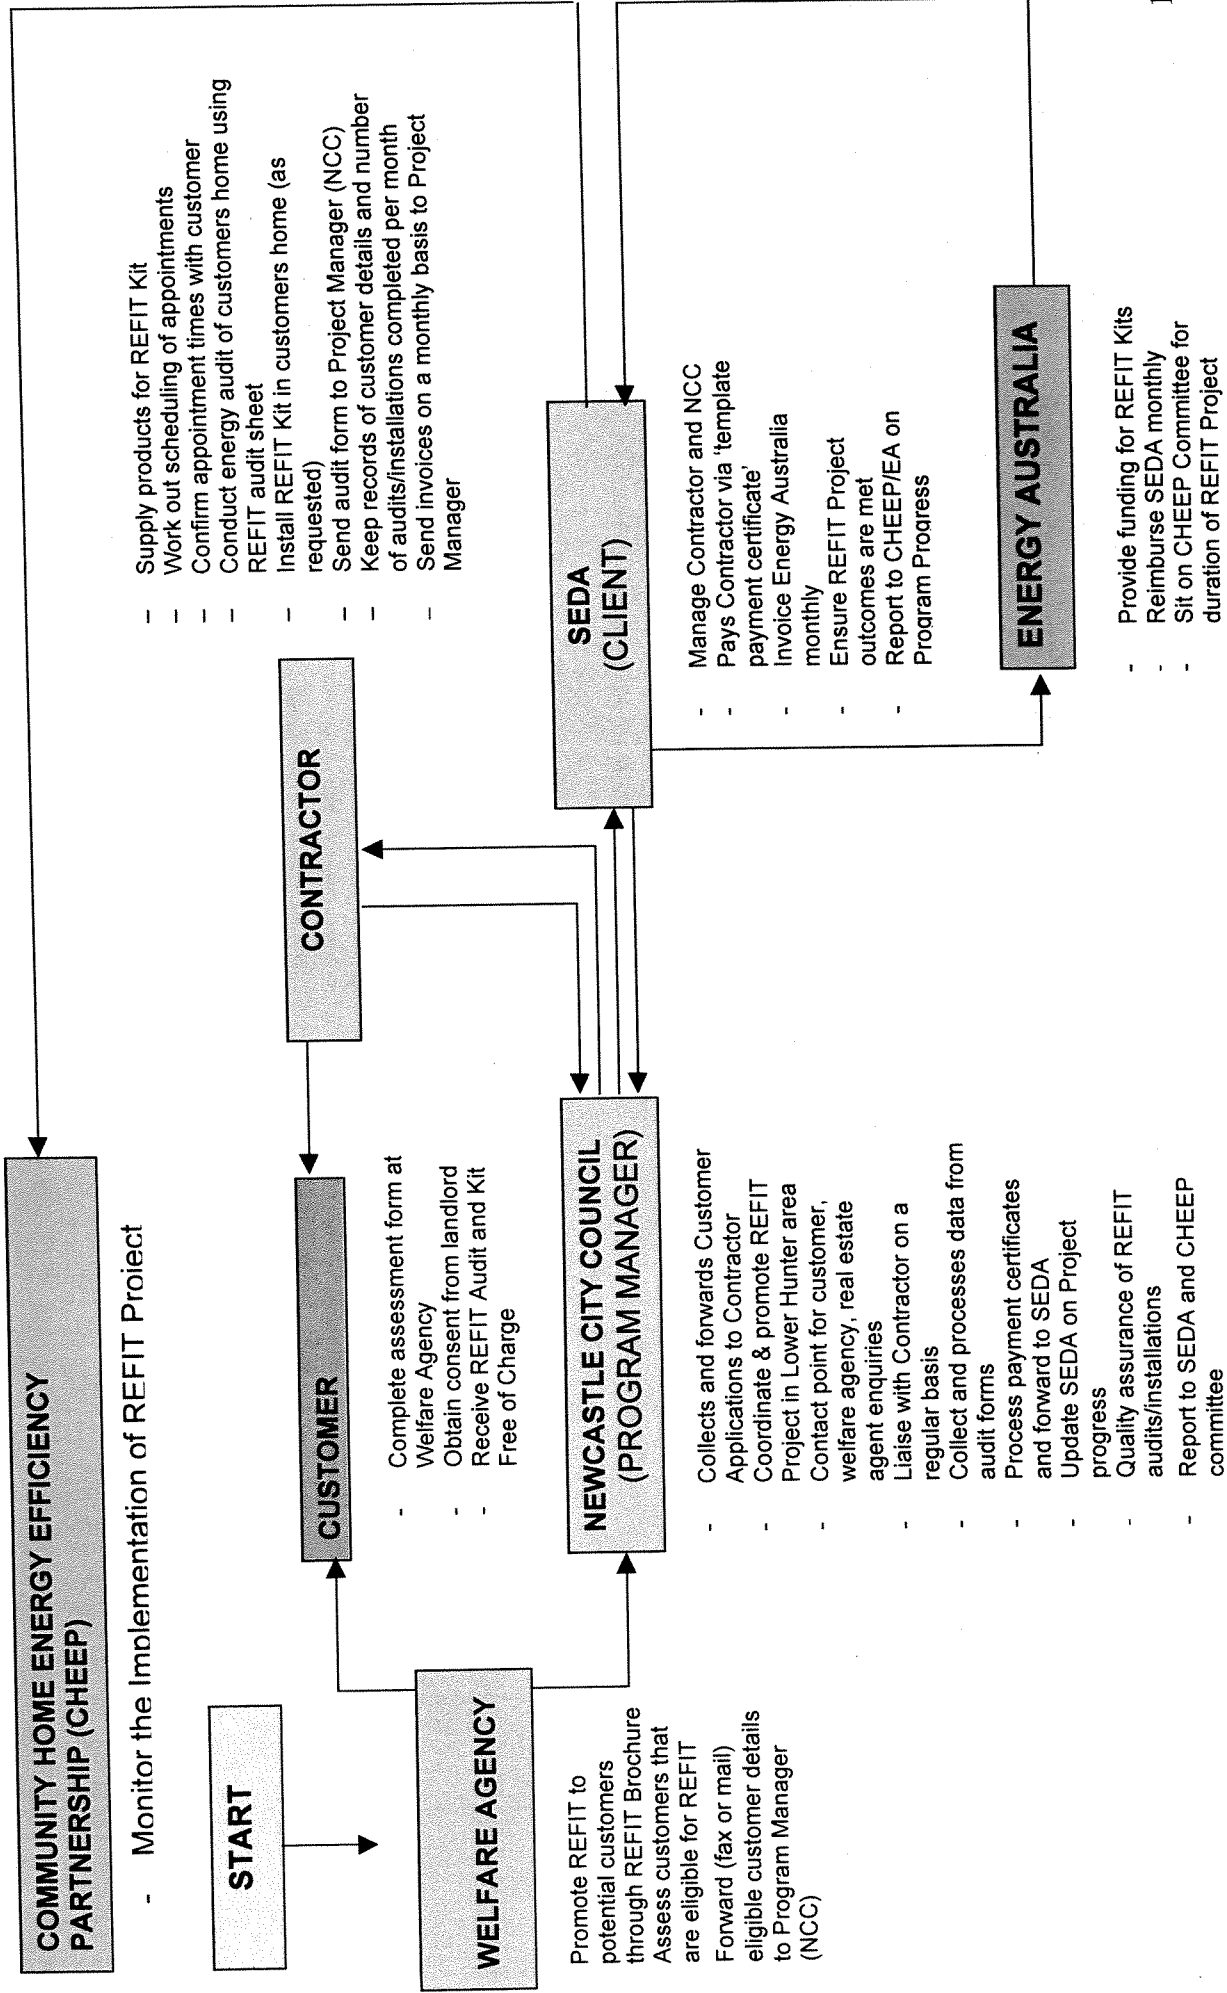 COMMUNITY HOME ENERGY EFFICIENCY
PARTNERSHIP (CHEEP)
- Monitor the Implementation of REFIT Project
START
WELFARE AGENCY
Promote REFIT to
potential customers
through REFIT Brochure
Assess customers that
are eligible for REFIT
Forward (fax or mail)
eligible customer details
to Program Manager
(NCC)
CUSTOMER
- Complete assessment form at
Welfare Agency
- Obtain consent from landlord
- Receive REFIT Audit and Kit
Free of Charge
NEWCASTLE CITY COUNCIL
(PROGRAM MANAGER)
- Collects and forwards Customer
Applications to Contractor
- Coordinate & promote REFIT
Project in Lower Hunter area
- Contact point for customer,
welfare agency, real estate
agent enquiries
- Liaise with Contractor on a
regular basis
- Collect and processes data from
audit forms
- Process payment certificates
and forward to SEDA
- Update SEDA on Project
progress
- Quality assurance of REFIT
audits/installations
- Report to SEDA and CHEEP
committee
CONTRACTOR
- Supply products for REFIT Kit
- Work out scheduling of appointments
- Confirm appointment times with customer
- Conduct energy audit of customers home using
REFIT audit sheet
- Install REFIT Kit in customers home (as
requested)
- Send audit form to Project Manager (NCC)
- Keep records of customer details and number
of audits/installations completed per month
- Send invoices on a monthly basis to Project
Manager
SEDA
(CLIENT)
- Manage Contractor and NCC
- Pays Contractor via 'template
payment certificate'
- Invoice Energy Australia
monthly
- Ensure REFIT Project
outcomes are met
- Report to CHEEP/EA on
Program Progress
ENERGY AUSTRALIA
- Provide funding for REFIT Kits
- Reimburse SEDA monthly
- Sit on CHEEP Committee for
duration of REFIT Project